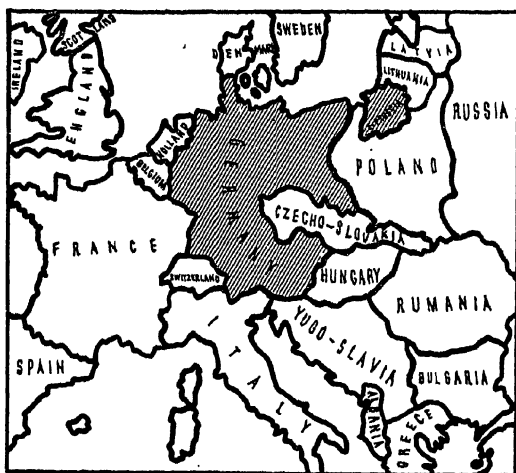 SCOTLAND
SWEDEN
DENMARK
IRELAND
ENGLAND
LATVIA
LITHUANIA
RUSSIA
HOLLAND
BELGIUM
GERMANY
POLAND
CZECHO-SLOVAKIA
FRANCE
SWITZERLAND
HUNGARY
RUMANIA
ITALY
YUGO-SLAVIA
SPAIN
BULGARIA
ALBANIA
GREECE